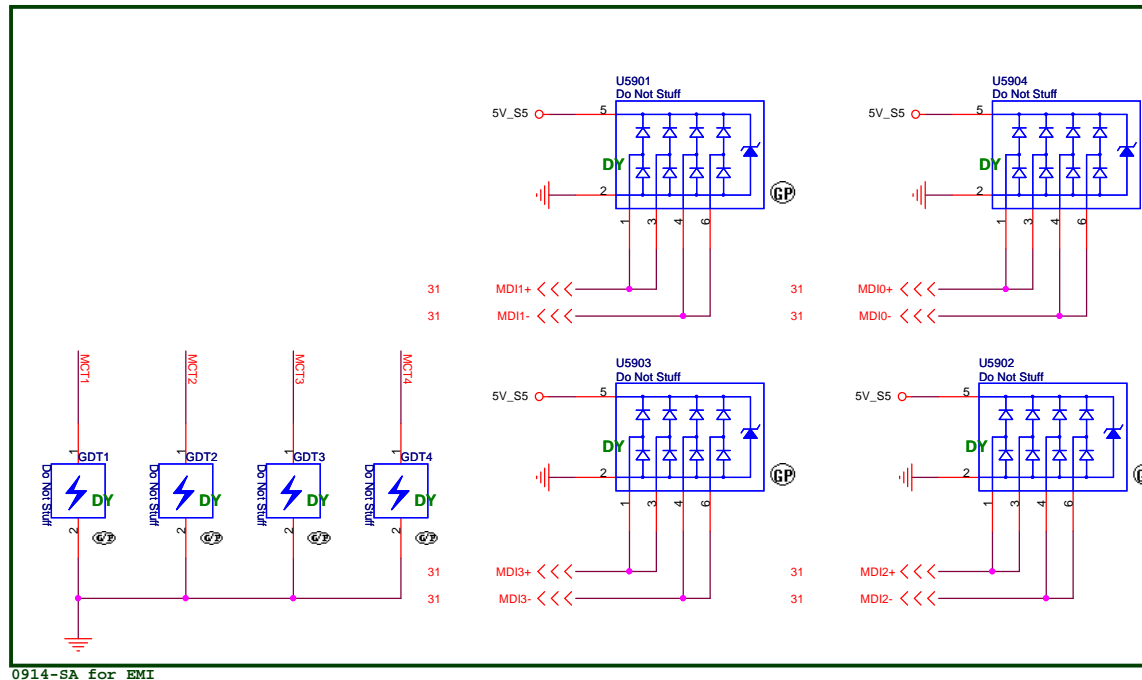 U5901
Do Not Stuff
5V_S5
5
DY
2
GP
1
3
4
6
31
MDI1+
31
MDI1-
U5904
Do Not Stuff
5V_S5
5
DY
2
1
3
4
6
31
MDI0+
31
MDI0-
MCT1
MCT2
MCT3
MCT4
1
GDT1
Do Not Stuff
DY
2
G/P
1
GDT2
Do Not Stuff
DY
2
G/P
1
GDT3
Do Not Stuff
DY
2
G/P
1
GDT4
Do Not Stuff
DY
2
G/P
U5903
Do Not Stuff
5V_S5
5
DY
2
GP
1
3
4
6
31
MDI3+
31
MDI3-
U5902
Do Not Stuff
5V_S5
5
DY
2
1
3
4
6
31
MDI2+
31
MDI2-
0914-SA for EMI